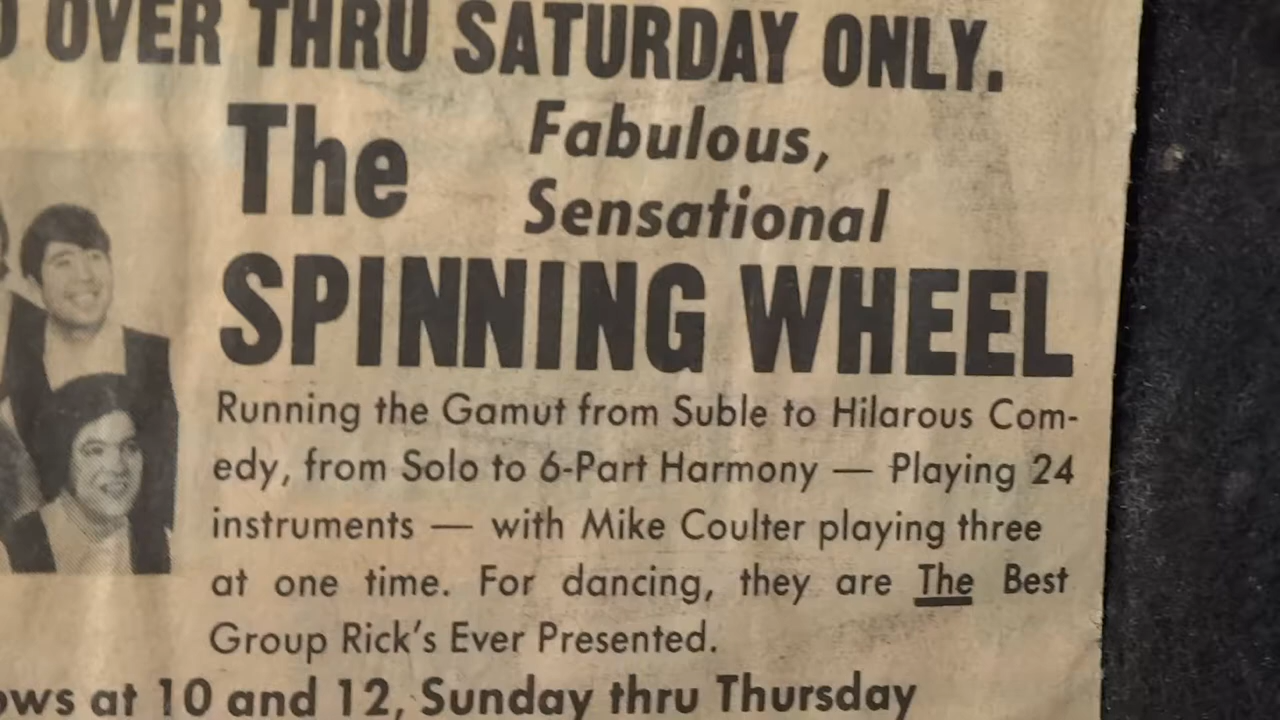 OVER THRU SATURDAY ONLY.
The Fabulous,
Sensational
SPINNING WHEEL
Running the Gamut from Suble to Hilarous Com-
edy, from Solo to 6-Part Harmony — Playing 24
instruments — with Mike Coulter playing three
at one time. For dancing, they are The Best
Group Rick's Ever Presented.
at 10 and 12, Sunday thru Thursday